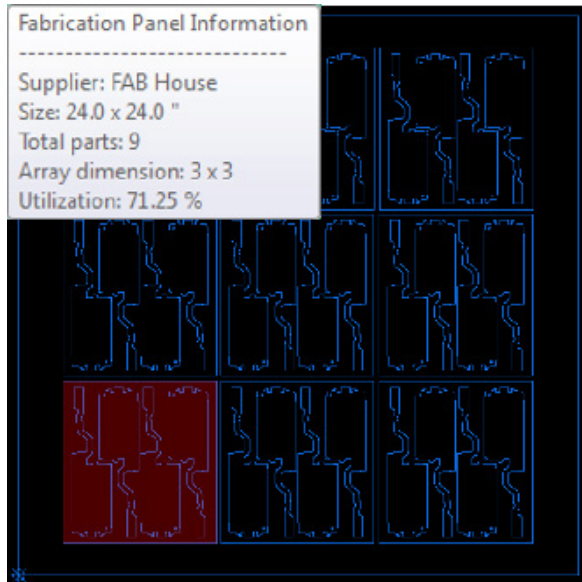 Fabrication Panel Information
----------------------------
Supplier: FAB House
Size: 24.0 x 24.0 "
Total parts: 9
Array dimension: 3 x 3
Utilization: 71.25 %